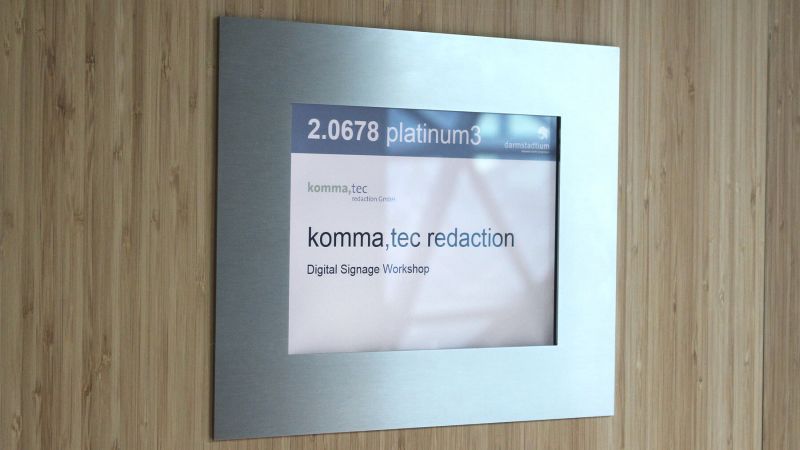 2.0678 platinum3
darmstadtium
komma,tec
redaction GmbH
komma,tec redaction
Digital Signage Workshop